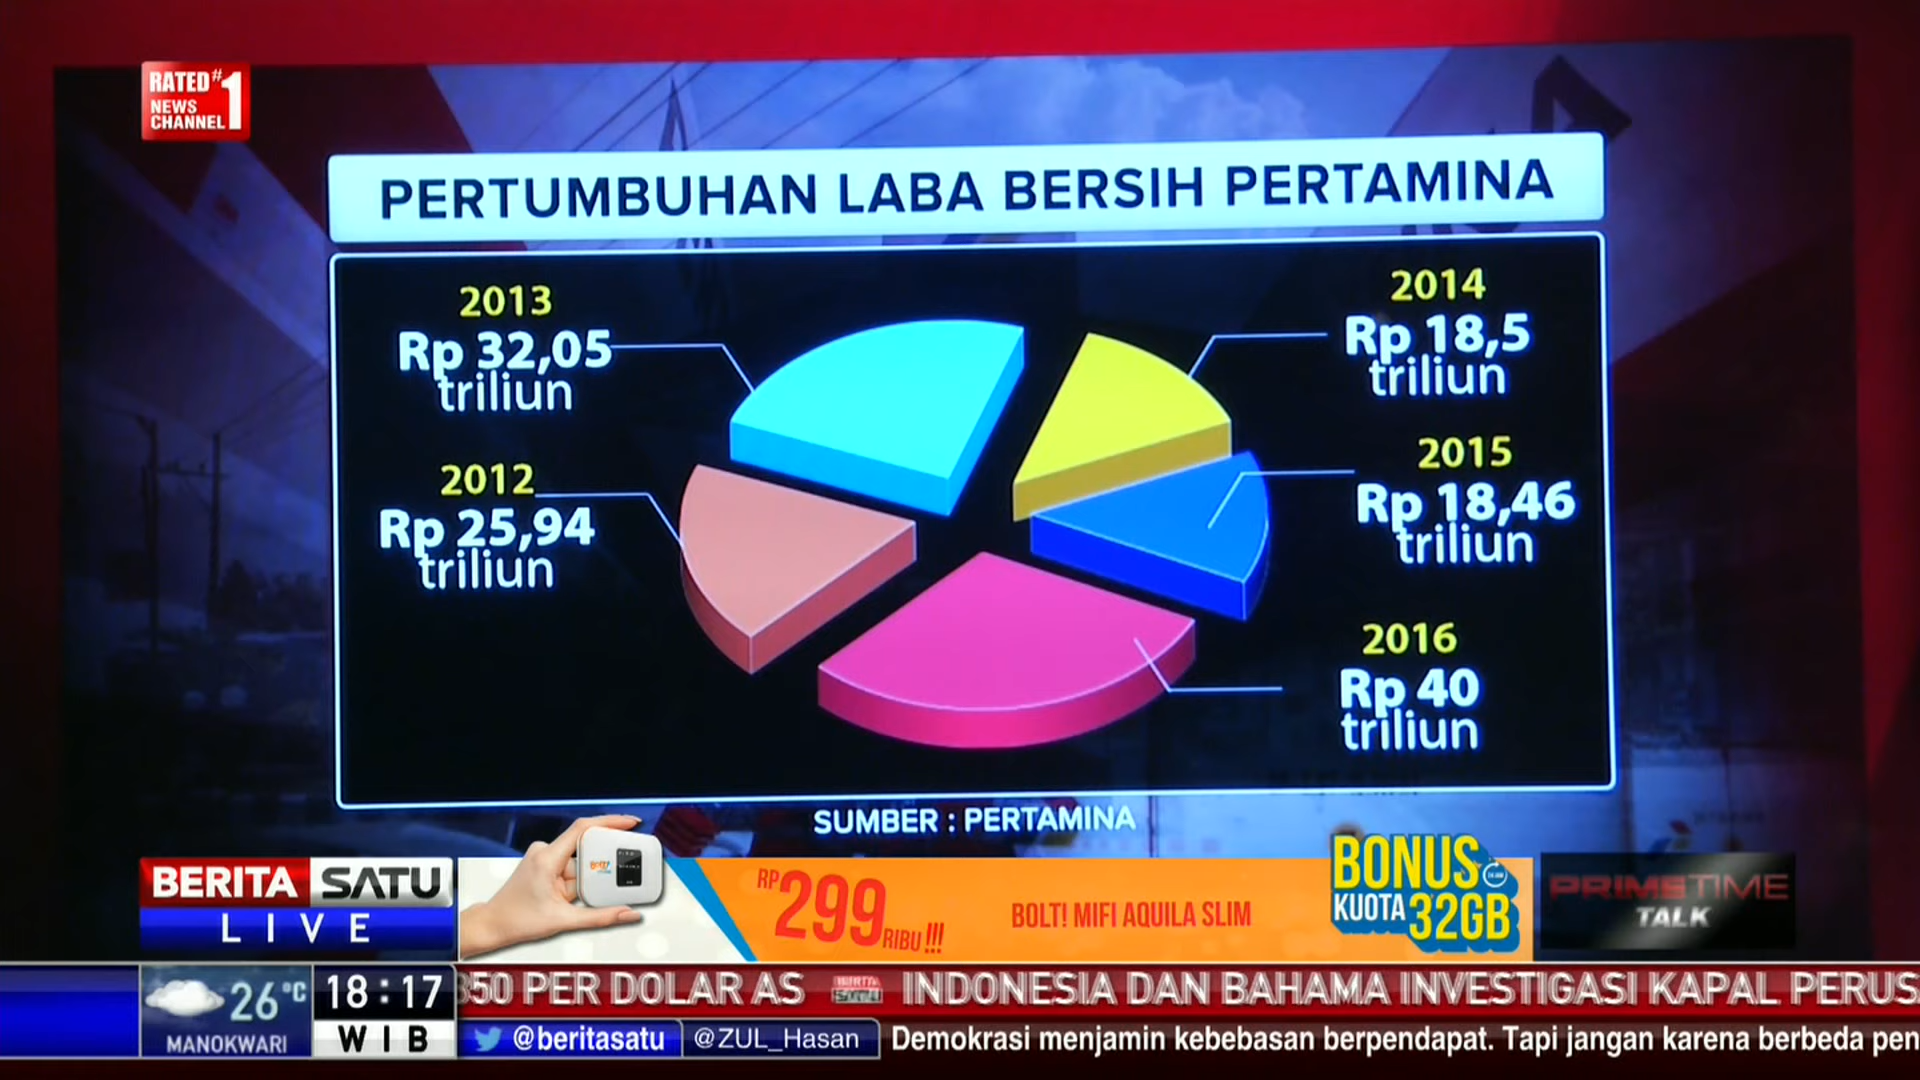 RATED #1
NEWS
CHANNEL
PERTUMBUHAN LABA BERSIH PERTAMINA
2013
Rp 32,05
triliun
2012
Rp 25,94
triliun
2014
Rp 18,5
triliun
2015
Rp 18,46
triliun
2016
Rp 40
triliun
SUMBER : PERTAMINA
BERITA SATU
LIVE
RP 299 RIBU !!!
BOLT! MIFI AQUILA SLIM
BONUS
KUOTA 32GB
PRIMETIME
TALK
26°C
MANOKWARI
18:17
WIB
350 PER DOLAR AS BERITA SATU INDONESIA DAN BAHAMA INVESTIGASI KAPAL PERUS
@beritasatu @ZUL_Hasan Demokrasi menjamin kebebasan berpendapat. Tapi jangan karena berbeda pen